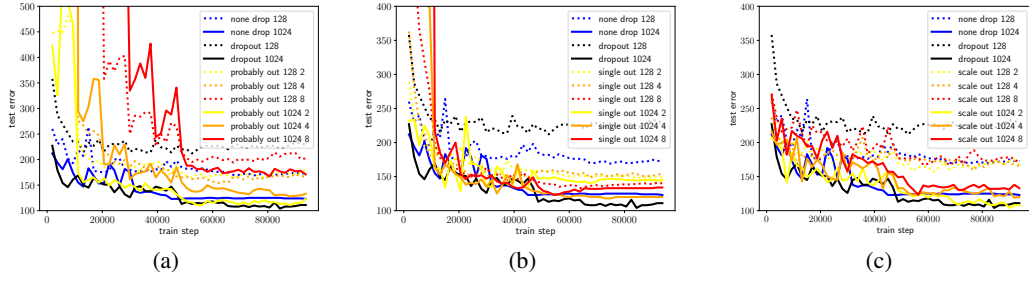 500
450
400
350
300
250
200
150
100
0
20000
40000
60000
80000
test error
train step
none drop 128
none drop 1024
dropout 128
dropout 1024
probably out 128 2
probably out 128 4
probably out 128 8
probably out 1024 2
probably out 1024 4
probably out 1024 8
(a)
400
350
300
250
200
150
100
0
20000
40000
60000
80000
test error
train step
none drop 128
none drop 1024
dropout 128
dropout 1024
single out 128 2
single out 128 4
single out 128 8
single out 1024 2
single out 1024 4
single out 1024 8
(b)
400
350
300
250
200
150
100
0
20000
40000
60000
80000
test error
train step
none drop 128
none drop 1024
dropout 128
dropout 1024
scale out 128 2
scale out 128 4
scale out 128 8
scale out 1024 2
scale out 1024 4
scale out 1024 8
(c)